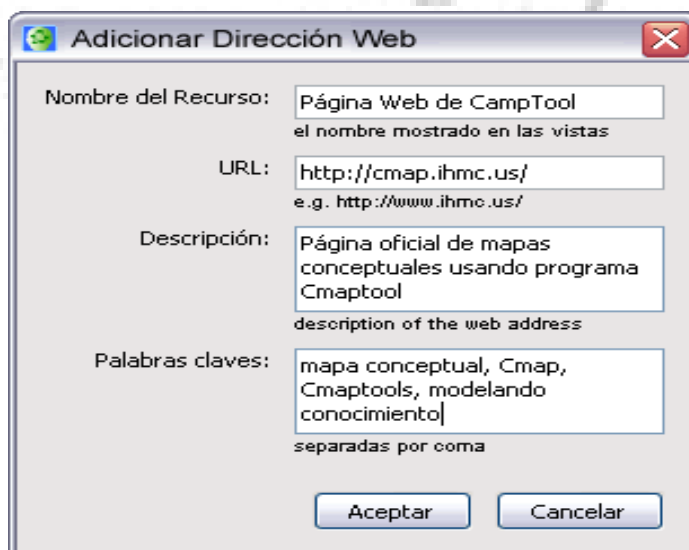 Adicionar Dirección Web
Nombre del Recurso: Página Web de CampTool
el nombre mostrado en las vistas
URL: http://cmap.ihmc.us/
e.g. http://www.ihmc.us/
Descripción: Página oficial de mapas
conceptuales usando programa
Cmaptool
description of the web address
Palabras claves: mapa conceptual, Cmap,
Cmaptools, modelando
conocimiento
separadas por coma
Aceptar Cancelar